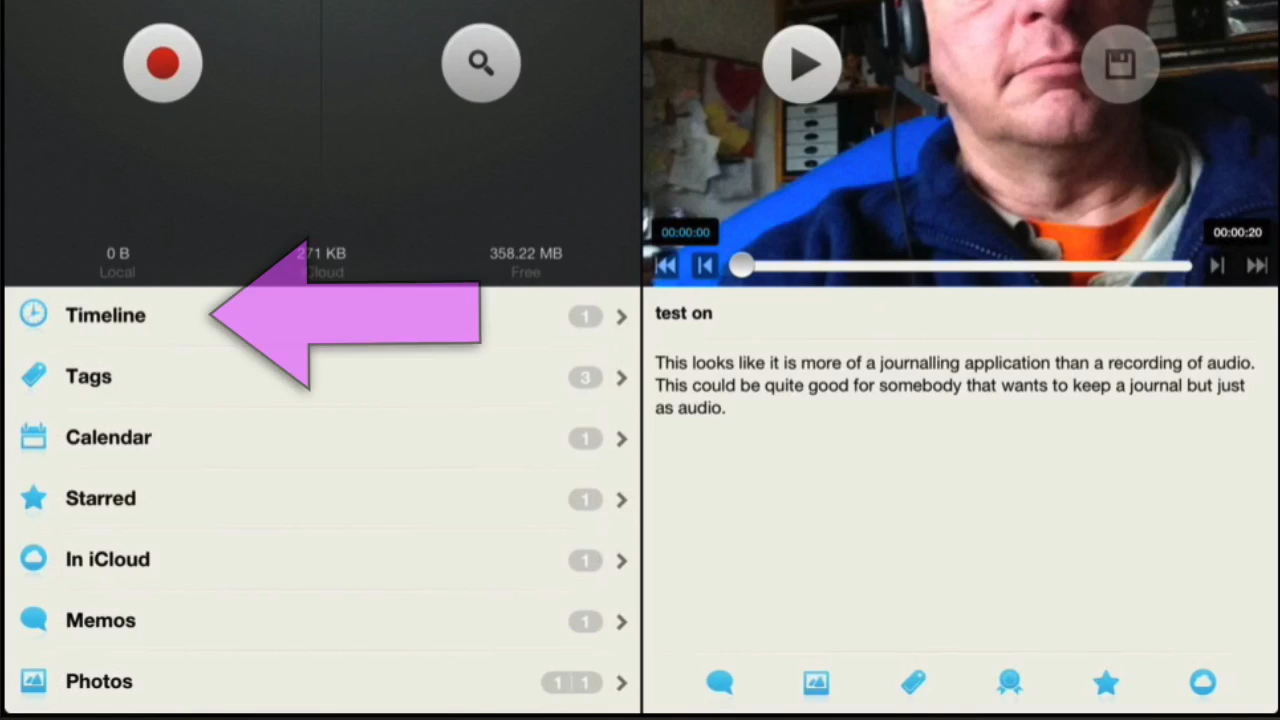 0 B
Local
271 KB
Cloud
358.22 MB
Free
Timeline
1
Tags
3
Calendar
1
Starred
1
In iCloud
1
Memos
1
Photos
1 1
00:00:00
00:00:20
test on
This looks like it is more of a journalling application than a recording of audio.
This could be quite good for somebody that wants to keep a journal but just
as audio.